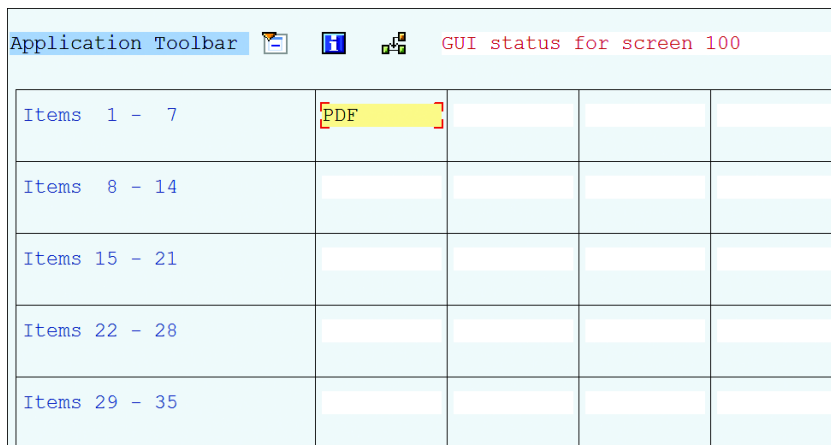 Application Toolbar GUI status for screen 100
Items 1 - 7 PDF
Items 8 - 14
Items 15 - 21
Items 22 - 28
Items 29 - 35